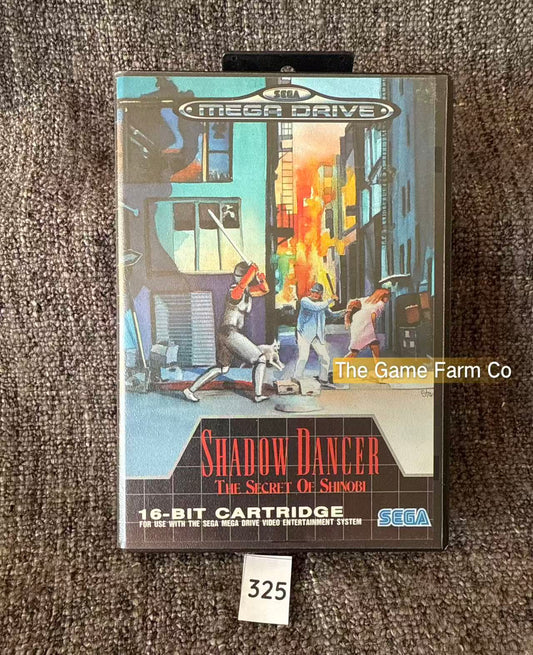 SEGA
MEGA DRIVE
The Game Farm Co
SHADOW DANCER
THE SECRET OF SHINOBI
16-BIT CARTRIDGE
FOR USE WITH THE SEGA MEGA DRIVE VIDEO ENTERTAINMENT SYSTEM
SEGA
325